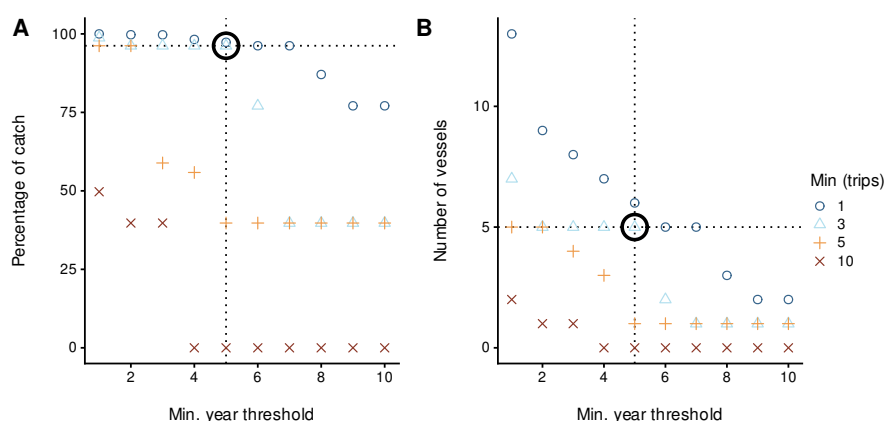 A
B
Percentage of catch
100
75
50
25
0
2 4 6 8 10
Min. year threshold
Number of vessels
10
5
0
2 4 6 8 10
Min. year threshold
Min (trips)
1
3
5
10